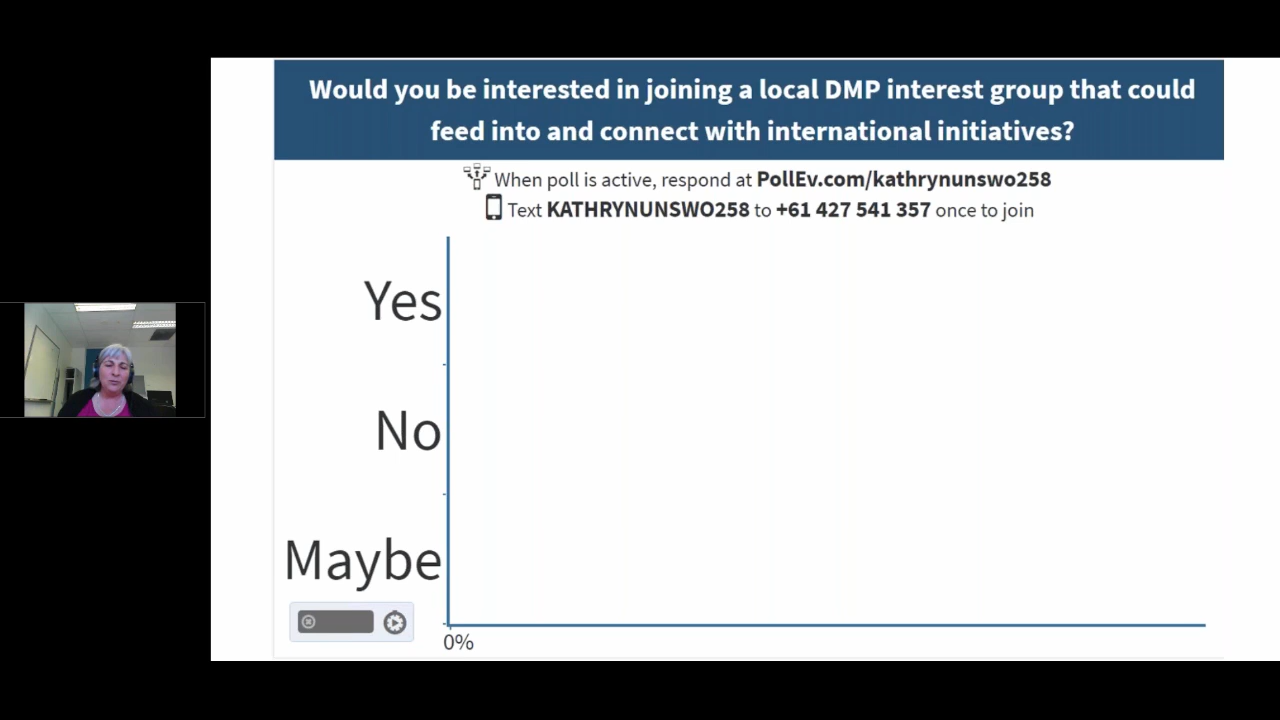 Would you be interested in joining a local DMP interest group that could
feed into and connect with international initiatives?
When poll is active, respond at PollEv.com/kathrynunswo258
Text KATHRYNUNSWO258 to +61 427 541 357 once to join
Yes
No
Maybe
0%